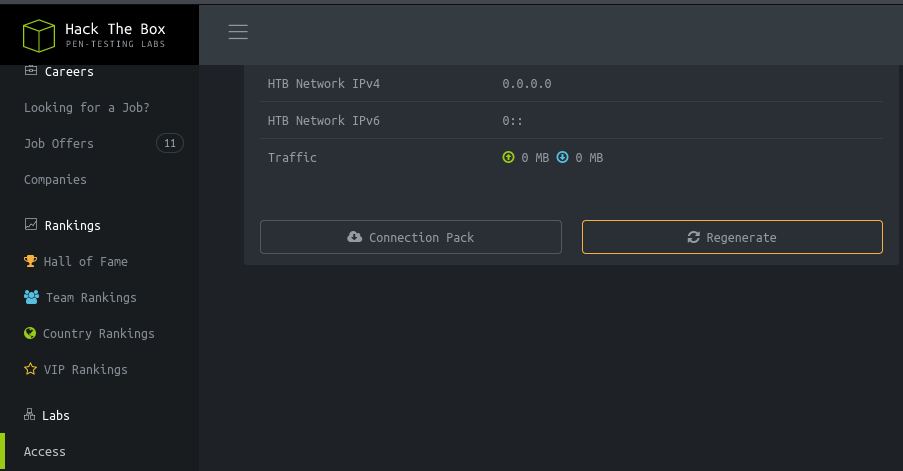 Hack The Box
PEN-TESTING LABS
Careers
Looking for a Job?
Job Offers 11
Companies
Rankings
Hall of Fame
Team Rankings
Country Rankings
VIP Rankings
Labs
Access
HTB Network IPv4 0.0.0.0
HTB Network IPv6 0::
Traffic 0 MB 0 MB
Connection Pack Regenerate